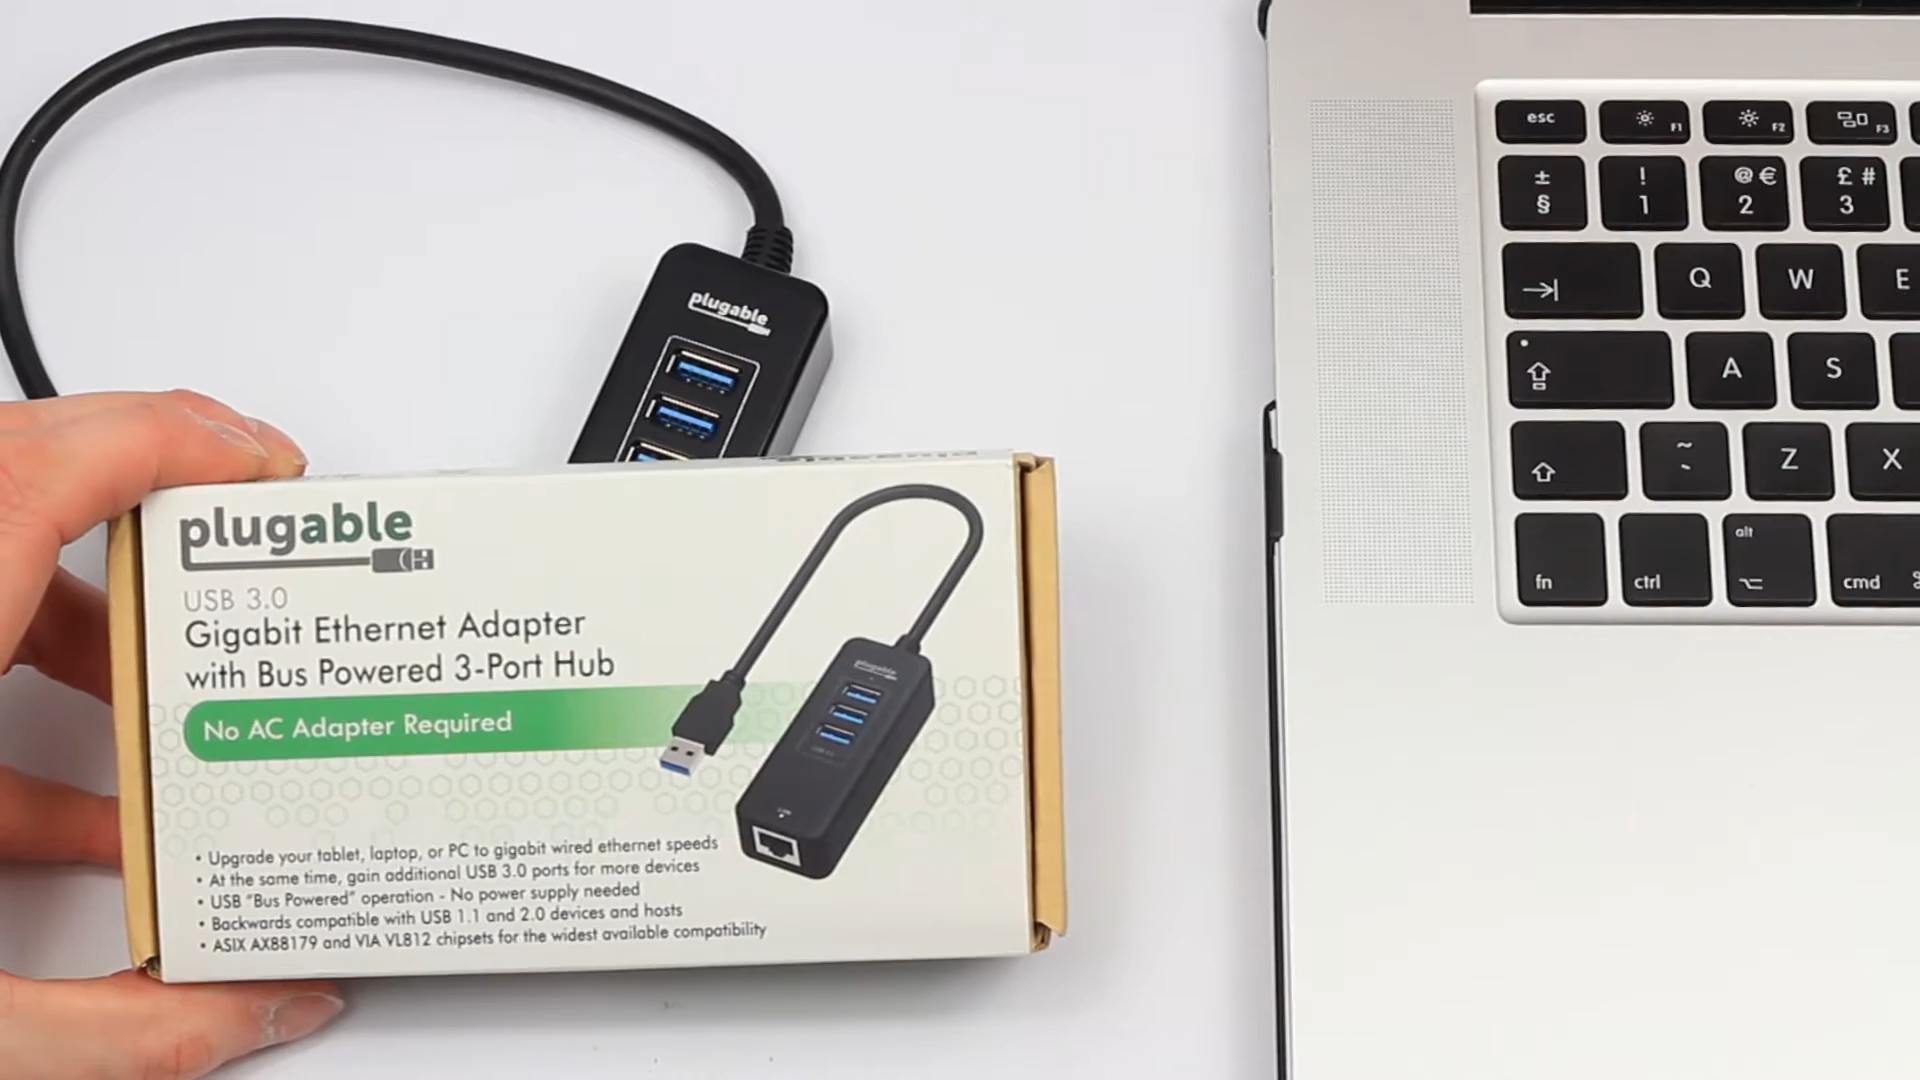 plugable
plugable
USB 3.0
Gigabit Ethernet Adapter
with Bus Powered 3-Port Hub
No AC Adapter Required
• Upgrade your tablet, laptop, or PC to gigabit wired ethernet speeds
• At the same time, gain additional USB 3.0 ports for more devices
• USB "Bus Powered" operation - No power supply needed
• Backwards compatible with USB 1.1 and 2.0 devices and hosts
• ASIX AX88179 and VIA VL812 chipsets for the widest available compatibility
plugable
esc F1 F2 F3
± ! @ € £ #
§ 1 2 3
Q W E
A S
~ Z X
alt
fn ctrl cmd